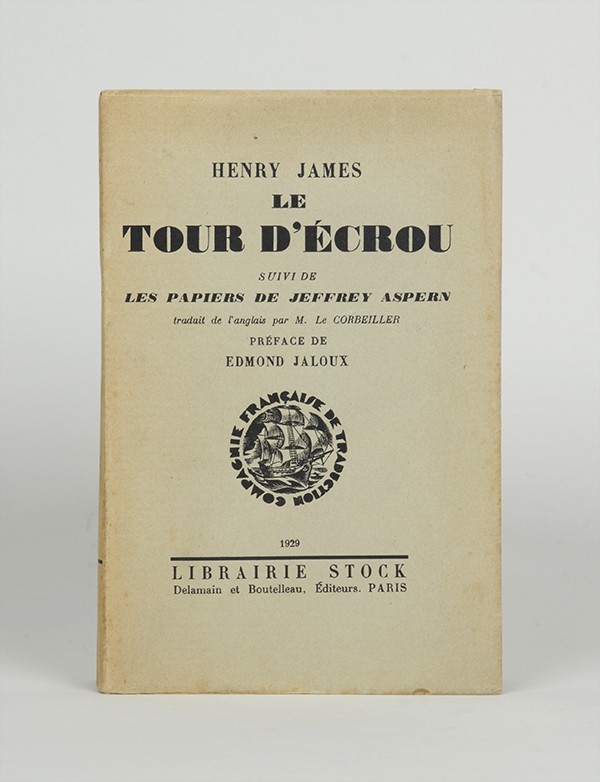 HENRY JAMES
LE
TOUR D'ÉCROU
SUIVI DE
LES PAPIERS DE JEFFREY ASPERN
traduit de l'anglais par M. Le CORBEILLER
PRÉFACE DE
EDMOND JALOUX
COMPAGNIE FRANÇAISE DE TRADUCTION
1929
LIBRAIRIE STOCK
Delamain et Boutelleau, Éditeurs. PARIS